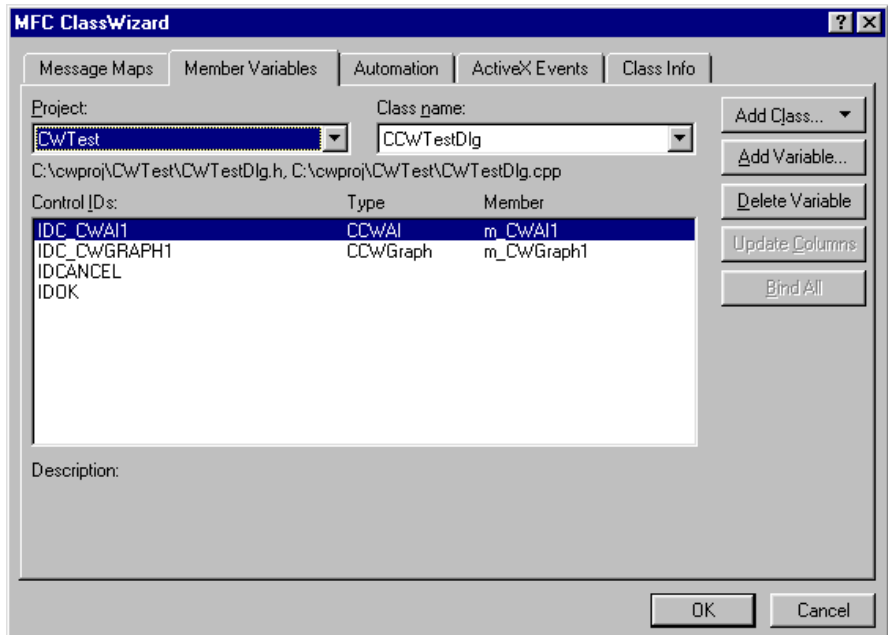 MFC ClassWizard
Message Maps Member Variables Automation ActiveX Events Class Info
Project: Class name:
CWTest CCWTestDlg
Add Class...
C:\cwproj\CWTest\CWTestDlg.h, C:\cwproj\CWTest\CWTestDlg.cpp
Add Variable...
Control IDs: Type Member
Delete Variable
IDC_CWAI1 CCWAI m_CWAI1
IDC_CWGRAPH1 CCWGraph m_CWGraph1
Update Columns
IDCANCEL
IDOK
Bind All
Description:
OK Cancel